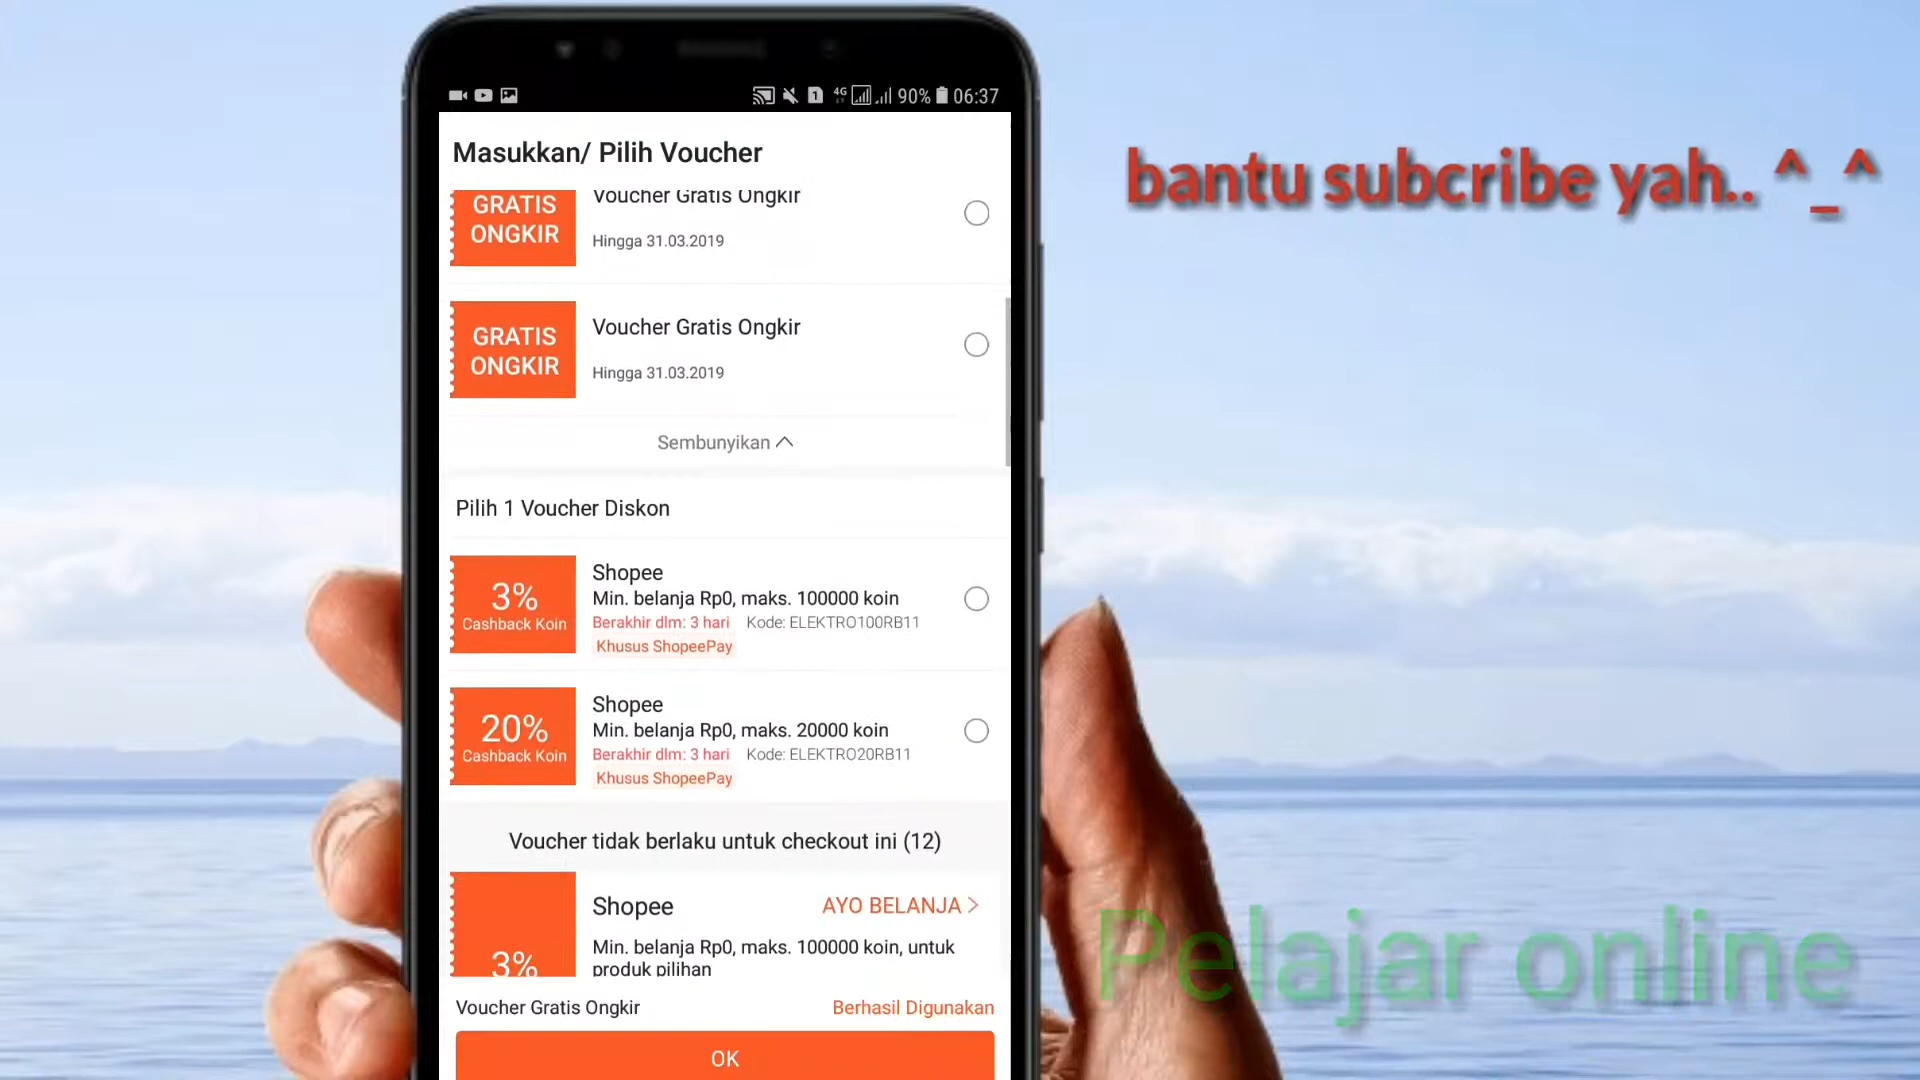 4G 90% 06:37
Masukkan/ Pilih Voucher
bantu subcribe yah.. ^_^
GRATIS ONGKIR
Voucher Gratis Ongkir
Hingga 31.03.2019
GRATIS ONGKIR
Voucher Gratis Ongkir
Hingga 31.03.2019
Sembunyikan
Pilih 1 Voucher Diskon
3%
Cashback Koin
Shopee
Min. belanja Rp0, maks. 100000 koin
Berakhir dlm: 3 hari Kode: ELEKTRO100RB11
Khusus ShopeePay
20%
Cashback Koin
Shopee
Min. belanja Rp0, maks. 20000 koin
Berakhir dlm: 3 hari Kode: ELEKTRO20RB11
Khusus ShopeePay
Voucher tidak berlaku untuk checkout ini (12)
3%
Shopee
AYO BELANJA >
Min. belanja Rp0, maks. 100000 koin, untuk
produk pilihan
Voucher Gratis Ongkir
Berhasil Digunakan
OK
Pelajar online